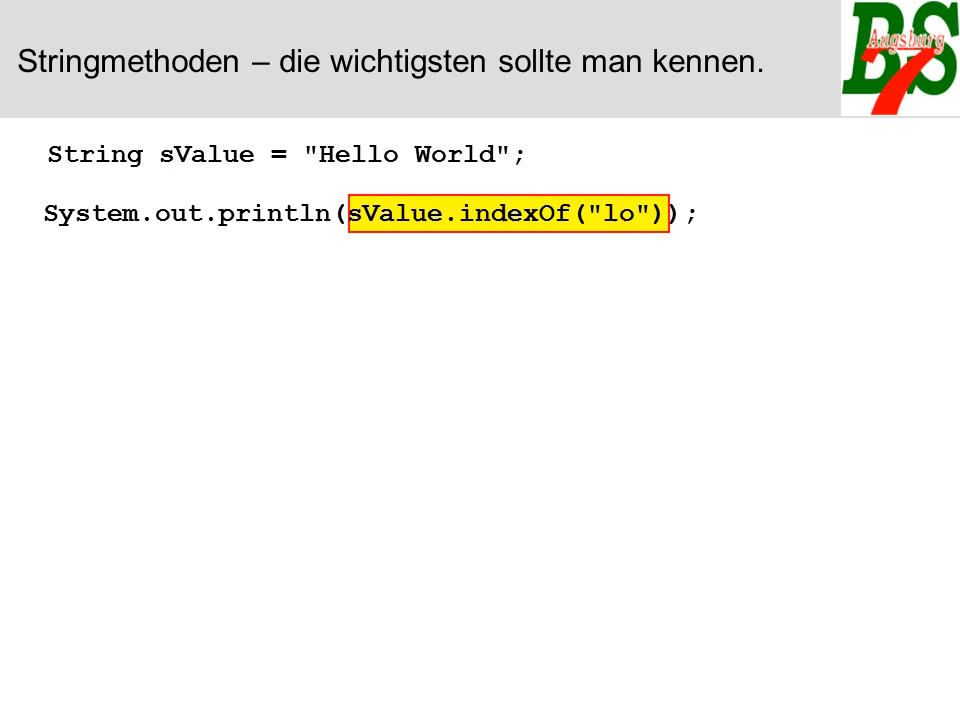 Stringmethoden – die wichtigsten sollte man kennen.
BS
Augsburg
7
String sValue = "Hello World";
System.out.println(sValue.indexOf("lo"));